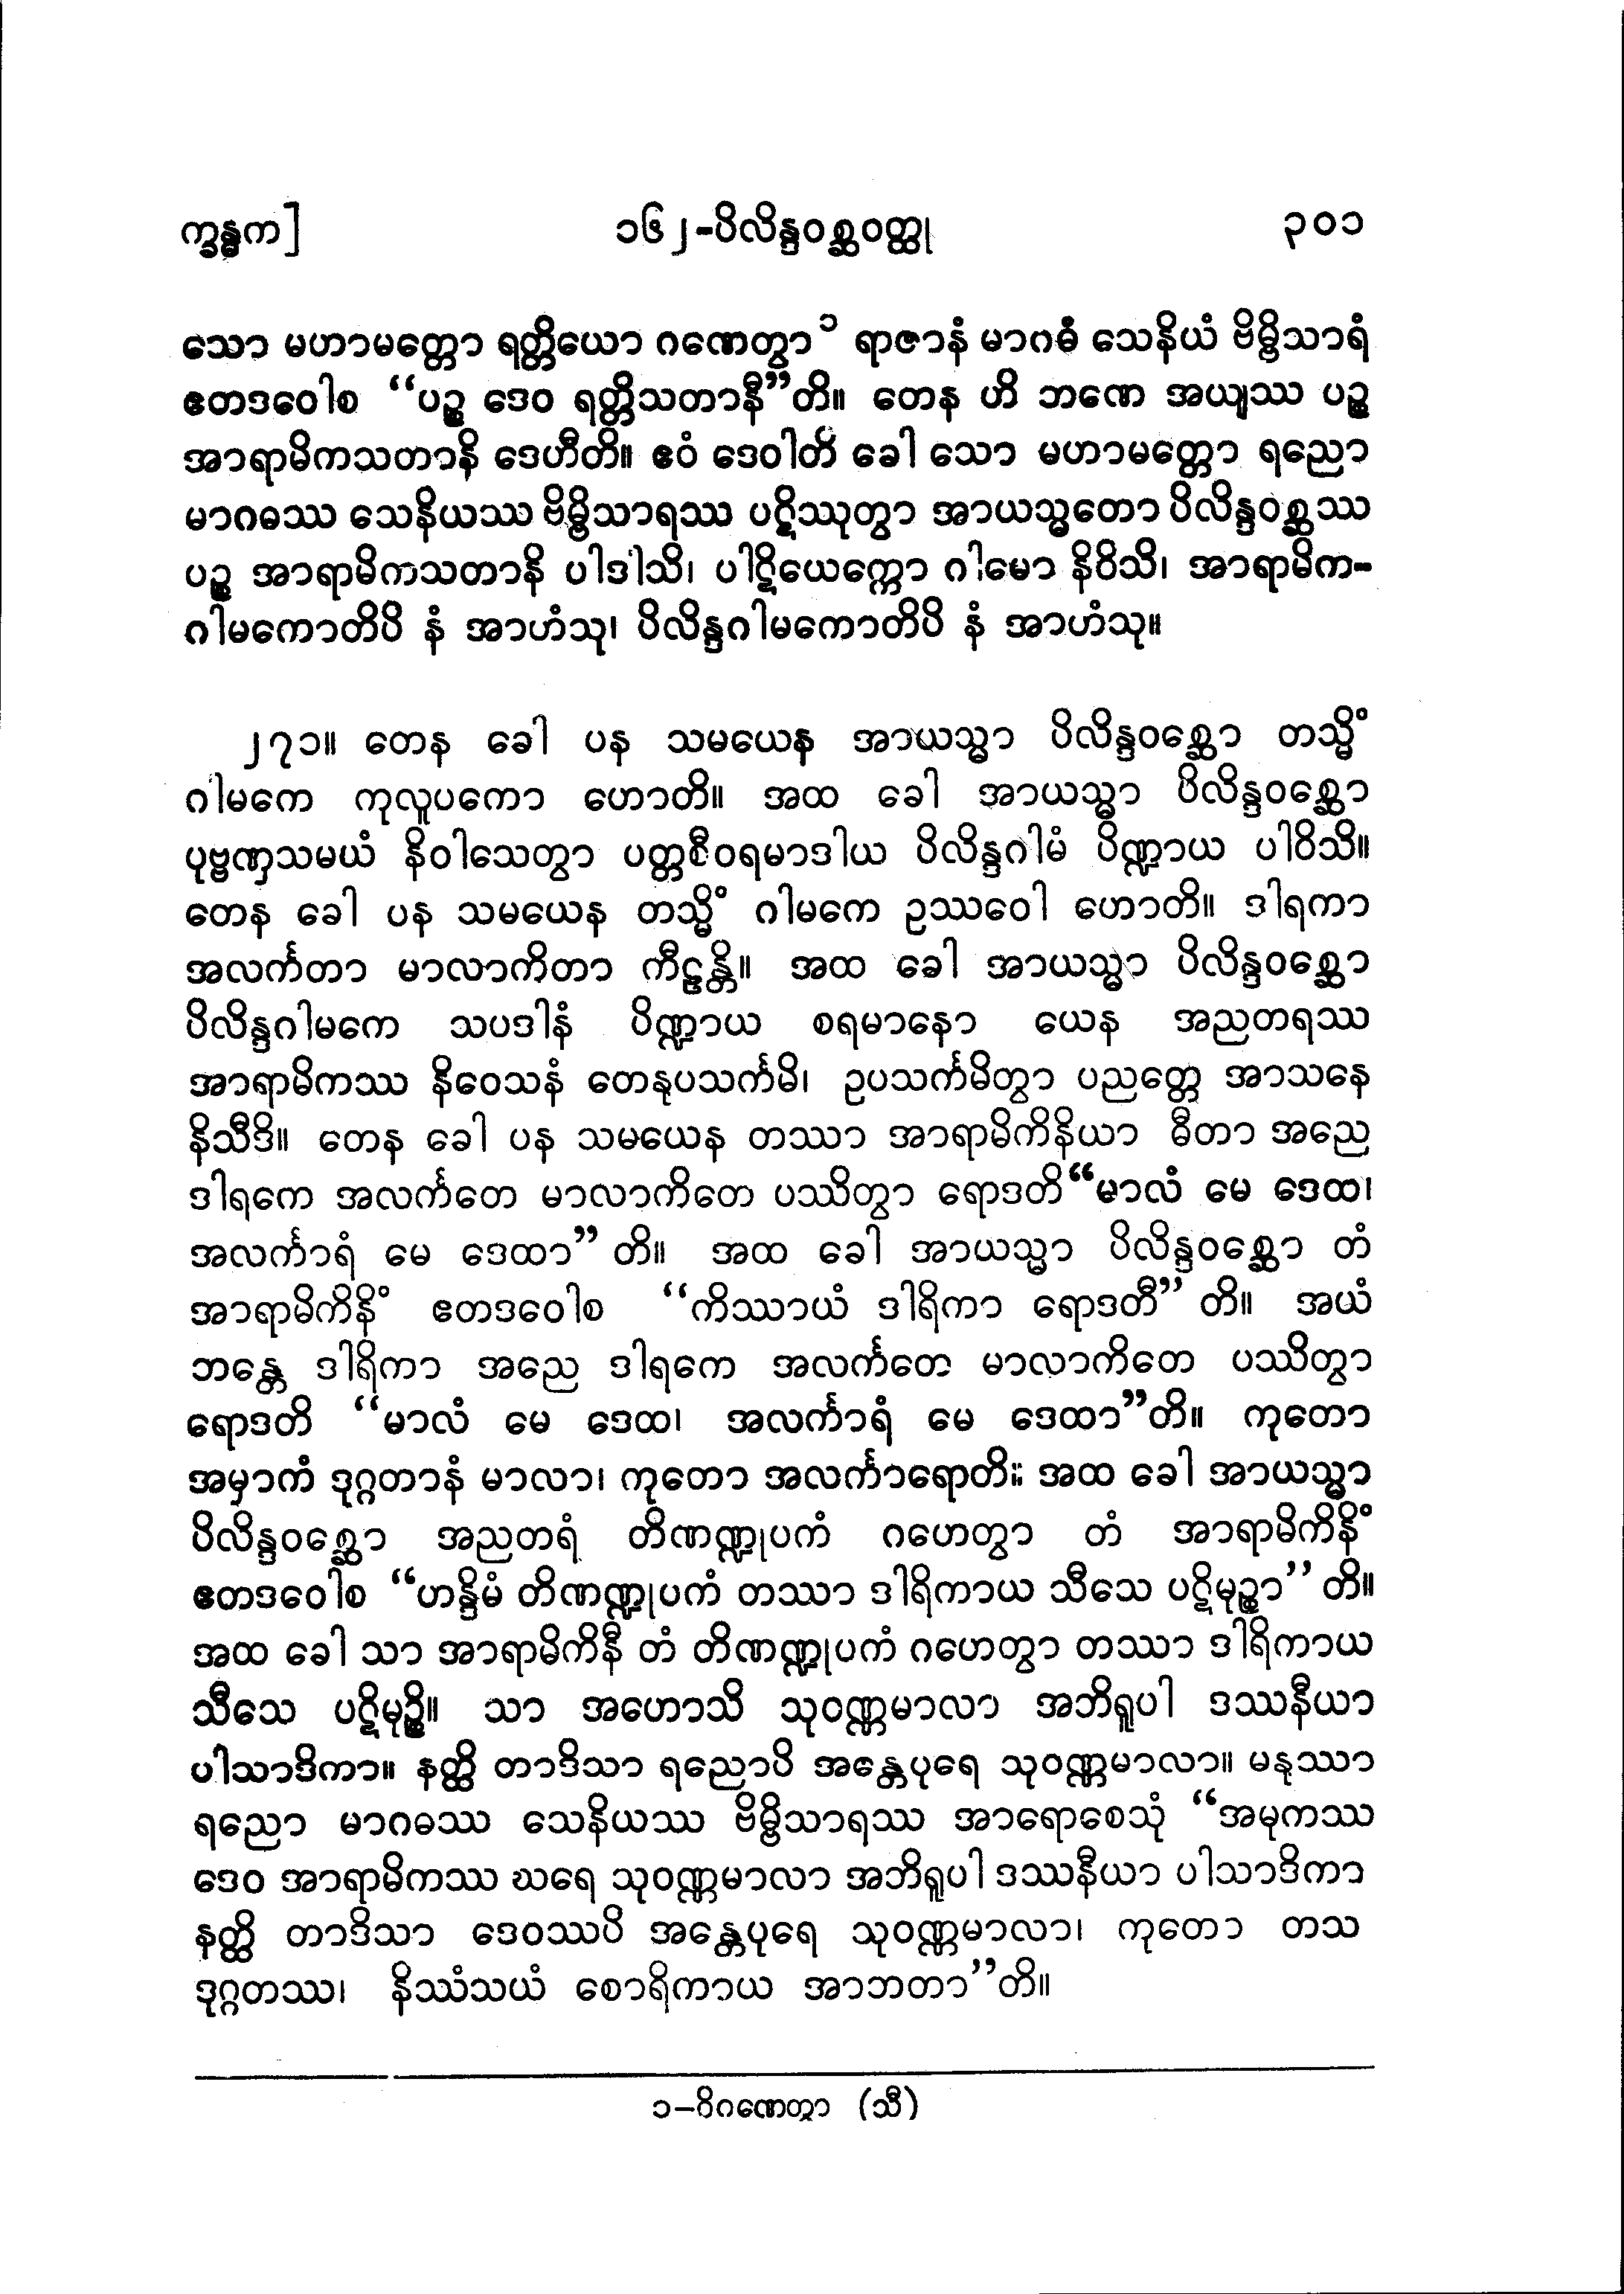 က္ခန္ဓက] ၁၆၂-ပိလိန္ဒဝစ္ဆဝတ္ထု ၃၀၁
သော မဟာမတ္တော ရတ္တိယော ဂဏေတွာ ၁ ရာဇာနံ မာဂဓံ သေနိယံ ဗိမ္ဗိသာရံ
ဧတဒဝေါစ “ပဉ္စ ဒေဝ ရတ္တိသတာနီ”တိ။ တေန ဟိ ဘဏေ အယျဿ ပဉ္စ
အာရာမိကသတာနိ ဒေဟီတိ။ ဧဝံ ဒေဝါတိ ခေါ သော မဟာမတ္တော ရညော
မာဂဓဿ သေနိယဿ ဗိမ္ဗိသာရဿ ပဋိဿုတွာ အာယသ္မတော ပိလိန္ဒဝစ္ဆဿ
ပဉ္စ အာရာမိကသတာနိ ပါဒါသိ၊ ပါဋိယေက္ကော ဂါမော နိဝိသိ၊ အာရာမိက-
ဂါမကောတိပိ နံ အာဟံသု၊ ပိလိန္ဒဂါမကောတိပိ နံ အာဟံသု။
၂၇၁။ တေန ခေါ ပန သမယေန အာယသ္မာ ပိလိန္ဒဝစ္ဆော တသ္မိံ
ဂါမကေ ကုလူပကော ဟောတိ။ အထ ခေါ အာယသ္မာ ပိလိန္ဒဝစ္ဆော
ပုဗ္ဗဏှသမယံ နိဝါသေတွာ ပတ္တစီဝရမာဒါယ ပိလိန္ဒဂါမံ ပိဏ္ဍာယ ပါဝိသိ။
တေန ခေါ ပန သမယေန တသ္မိံ ဂါမကေ ဥဿဝေါ ဟောတိ။ ဒါရကာ
အလင်္ကတာ မာလာကိတာ ကီဠန္တိ။ အထ ခေါ အာယသ္မာ ပိလိန္ဒဝစ္ဆော
ပိလိန္ဒဂါမကေ သပဒါနံ ပိဏ္ဍာယ စရမာနော ယေန အညတရဿ
အာရာမိကဿ နိဝေသနံ တေနုပသင်္ကမိ၊ ဥပသင်္ကမိတွာ ပညတ္တေ အာသနေ
နိသီဒိ။ တေန ခေါ ပန သမယေန တဿာ အာရာမိကိနိယာ ဓီတာ အညေ
ဒါရကေ အလင်္ကတေ မာလာကိတေ ပဿိတွာ ရောဒတိ“မာလံ မေ ဒေထ၊
အလင်္ကာရံ မေ ဒေထာ” တိ။ အထ ခေါ အာယသ္မာ ပိလိန္ဒဝစ္ဆော တံ
အာရာမိကိနိံ ဧတဒဝေါစ “ကိဿာယံ ဒါရိကာ ရောဒတီ” တိ။ အယံ
ဘန္တေ ဒါရိကာ အညေ ဒါရကေ အလင်္ကတေ မာလာကိတေ ပဿိတွာ
ရောဒတိ “မာလံ မေ ဒေထ၊ အလင်္ကာရံ မေ ဒေထာ”တိ။ ကုတော
အမှာကံ ဒုဂ္ဂတာနံ မာလာ၊ ကုတော အလင်္ကာရောတိ။ အထ ခေါ အာယသ္မာ
ပိလိန္ဒဝစ္ဆော အညတရံ တိဏဏ္ဍုပကံ ဂဟေတွာ တံ အာရာမိကိနိံ
ဧတဒဝေါစ “ဟန္ဒိမံ တိဏဏ္ဍုပကံ တဿာ ဒါရိကာယ သီသေ ပဋိမုဉ္စာ” တိ။
အထ ခေါ သာ အာရာမိကိနီ တံ တိဏဏ္ဍုပကံ ဂဟေတွာ တဿာ ဒါရိကာယ
သီသေ ပဋိမုဉ္စိ။ သာ အဟောသိ သုဝဏ္ဏမာလာ အဘိရူပါ ဒဿနီယာ
ပါသာဒိကာ။ နတ္ထိ တာဒိသာ ရညောပိ အန္တေပုရေ သုဝဏ္ဏမာလာ။ မနုဿာ
ရညော မာဂဓဿ သေနိယဿ ဗိမ္ဗိသာရဿ အာရောစေသုံ “အမုကဿ
ဒေဝ အာရာမိကဿ ဃရေ သုဝဏ္ဏမာလာ အဘိရူပါ ဒဿနီယာ ပါသာဒိကာ
နတ္ထိ တာဒိသာ ဒေဝဿပိ အန္တေပုရေ သုဝဏ္ဏမာလာ၊ ကုတော တသ
ဒုဂ္ဂတဿ၊ နိဿံသယံ စောရိကာယ အာဘတာ”တိ။
၁-ဝိဂဏေတွာ (သီ)